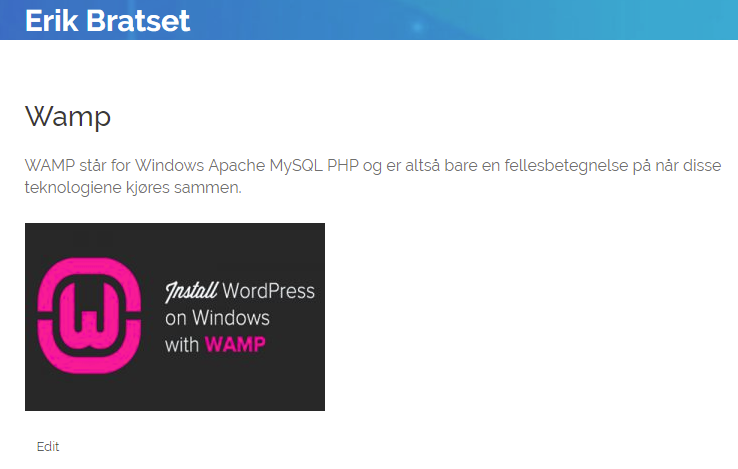 Erik Bratset
Wamp
WAMP står for Windows Apache MySQL PHP og er altså bare en fellesbetegnelse på når disse
teknologiene kjøres sammen.
W
Install WordPress
on Windows
with WAMP
Edit